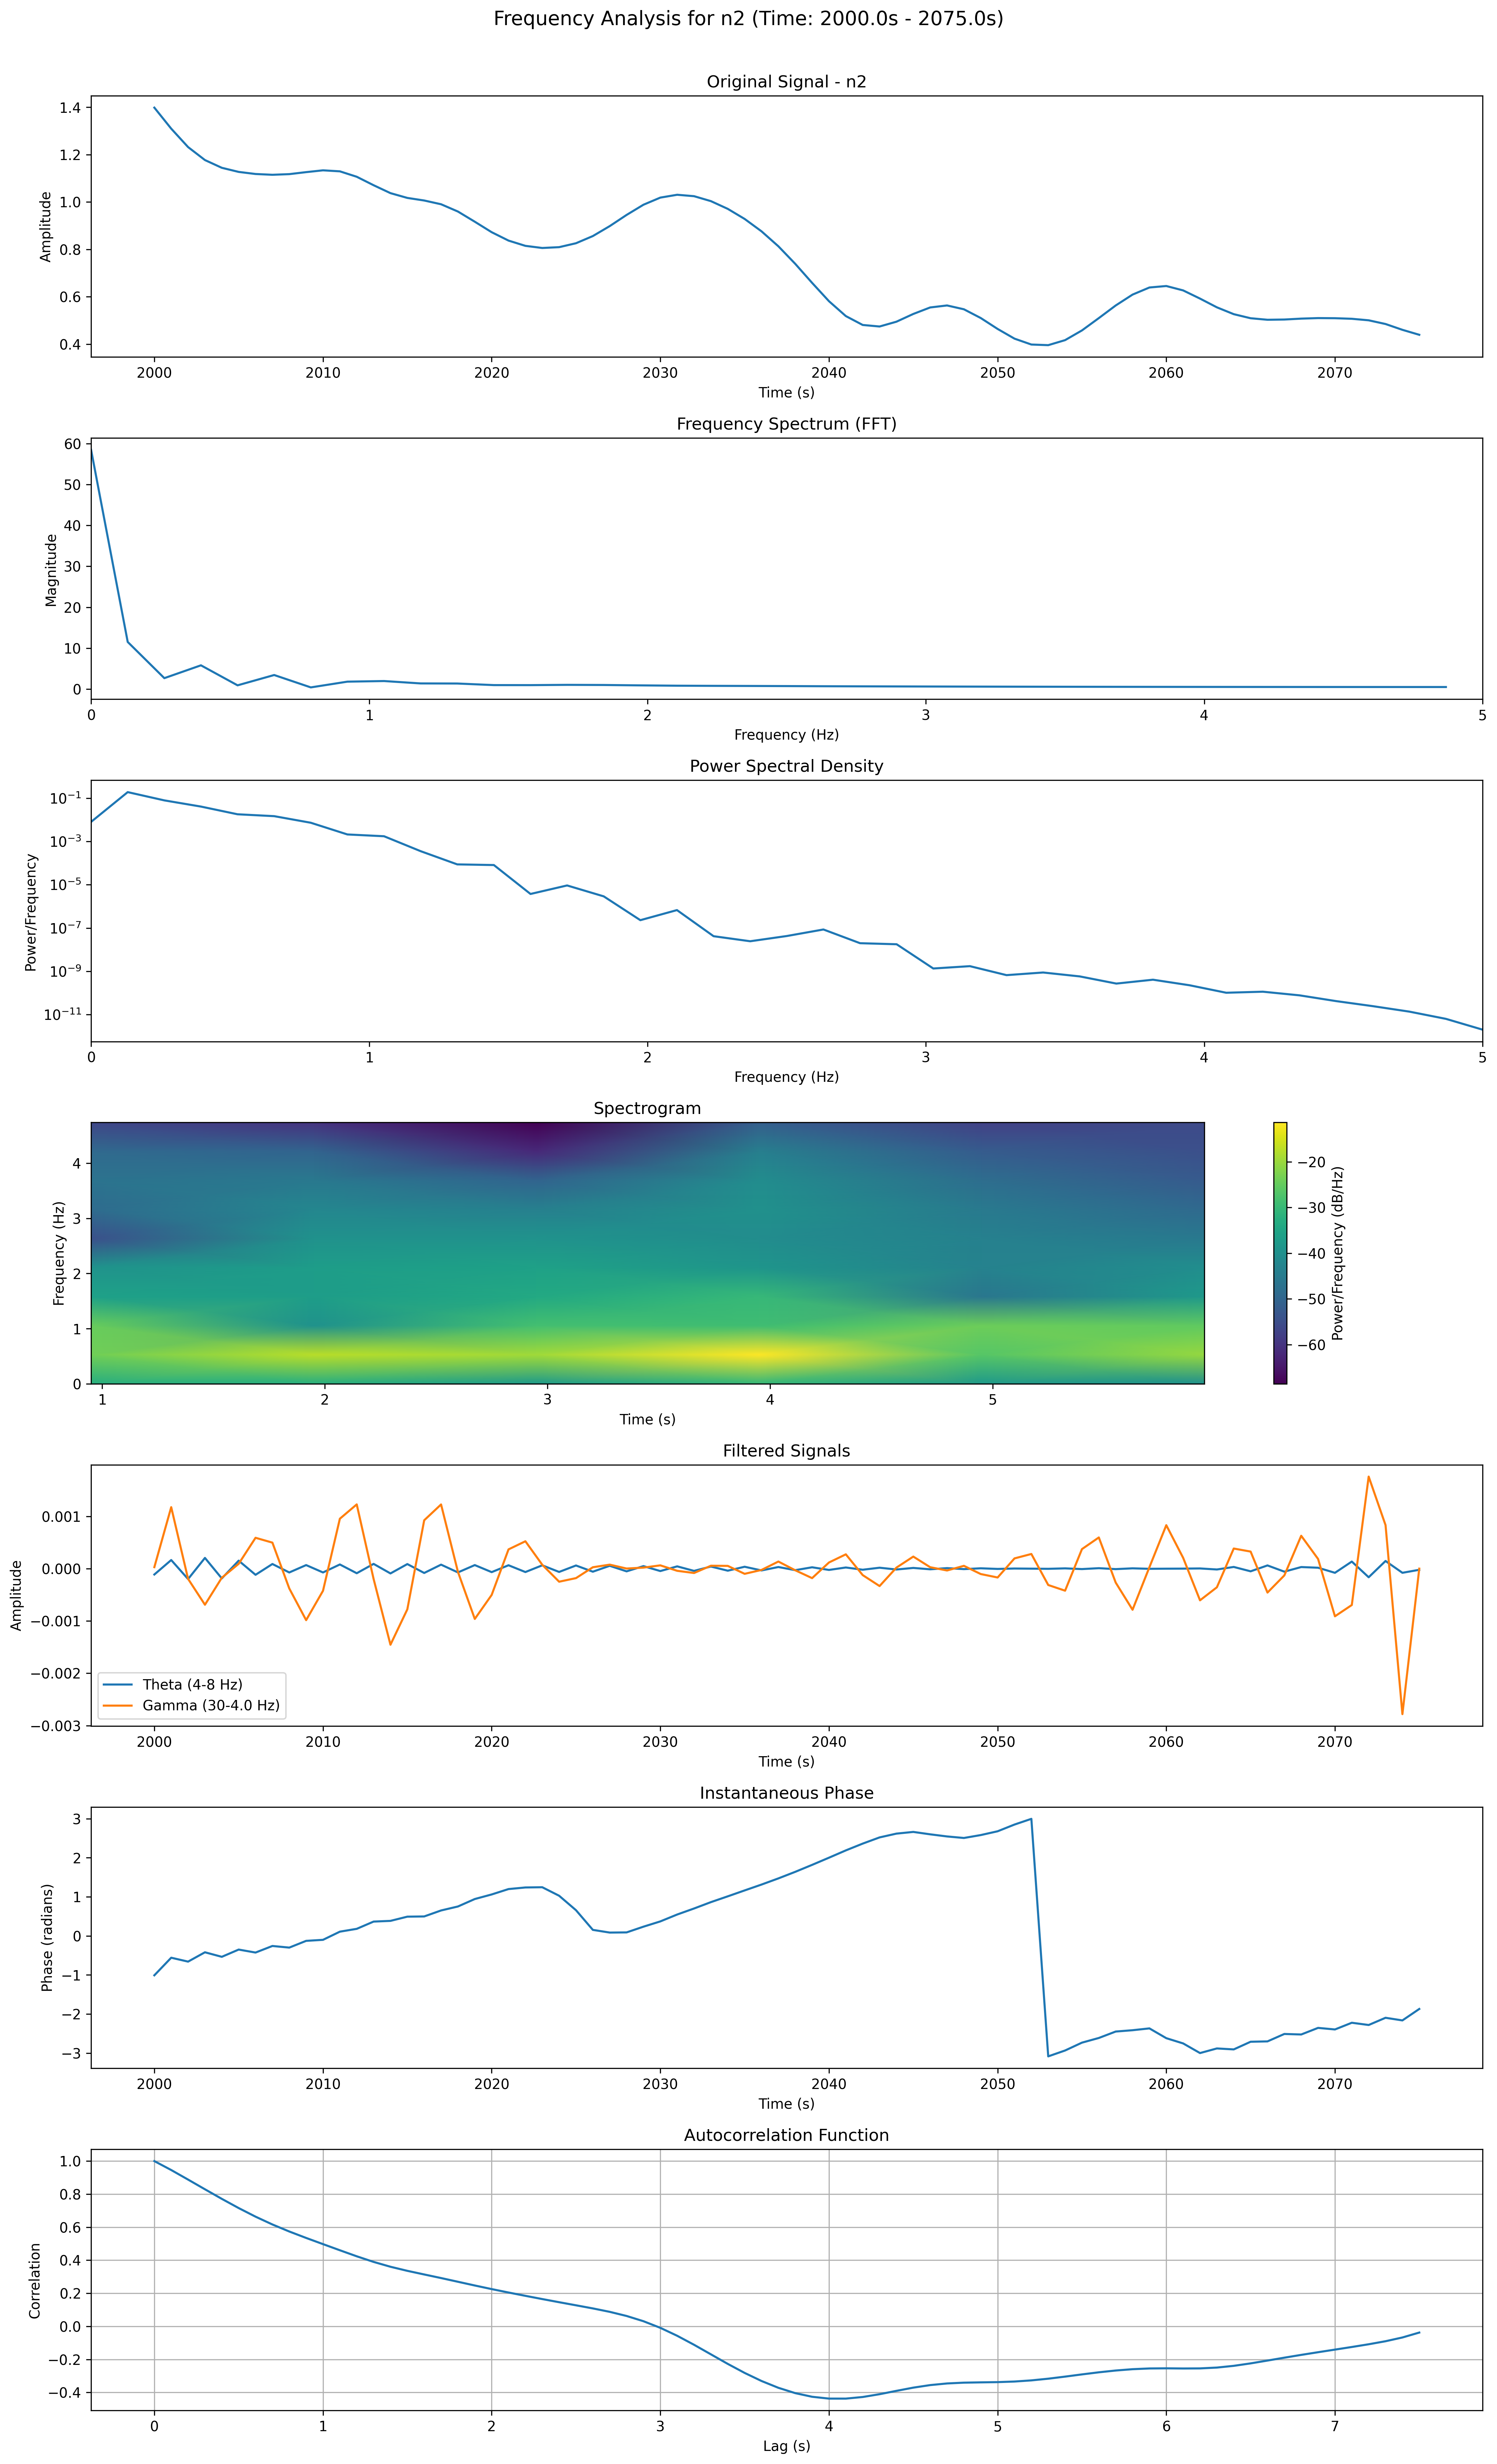 Frequency Analysis for n2 (Time: 2000.0s - 2075.0s)
Original Signal - n2
1.4
1.2
1.0
0.8
0.6
0.4
Amplitude
2000 2010 2020 2030 2040 2050 2060 2070
Time (s)
Frequency Spectrum (FFT)
60
50
40
30
20
10
0
Magnitude
0 1 2 3 4 5
Frequency (Hz)
Power Spectral Density
10⁻¹
10⁻³
10⁻⁵
10⁻⁷
10⁻⁹
10⁻¹¹
Power/Frequency
0 1 2 3 4 5
Frequency (Hz)
Spectrogram
4
3
2
1
0
Frequency (Hz)
1 2 3 4 5
Time (s)
−20
−30
−40
−50
−60
Power/Frequency (dB/Hz)
Filtered Signals
0.001
0.000
−0.001
−0.002
−0.003
Amplitude
Theta (4-8 Hz)
Gamma (30-4.0 Hz)
2000 2010 2020 2030 2040 2050 2060 2070
Time (s)
Instantaneous Phase
3
2
1
0
−1
−2
−3
Phase (radians)
2000 2010 2020 2030 2040 2050 2060 2070
Time (s)
Autocorrelation Function
1.0
0.8
0.6
0.4
0.2
0.0
−0.2
−0.4
Correlation
0 1 2 3 4 5 6 7
Lag (s)